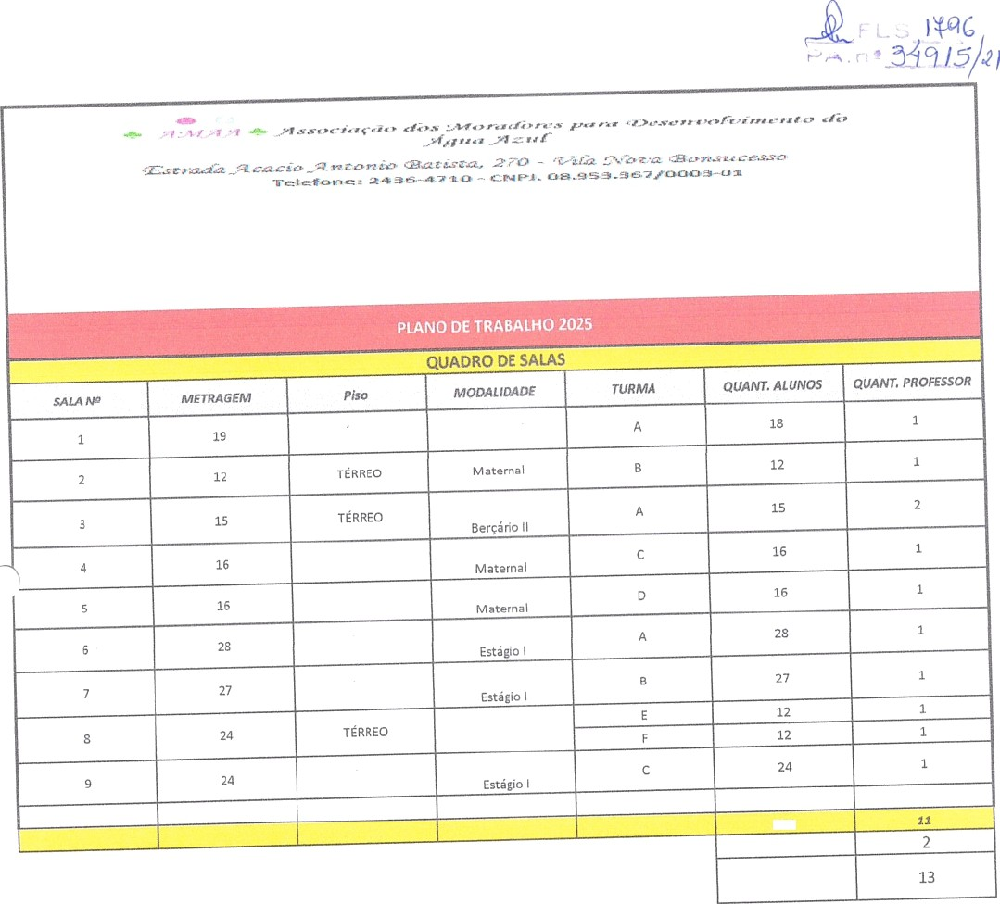 FLS 1796
PA. nº 34915/21
AMAA Associação dos Moradores para Desenvolvimento do
Água Azul
Estrada Acacio Antonio Batista, 270 - Vila Nova Bonsucesso
Telefone: 2436-4710 - CNPJ. 08.953.367/0003-01
PLANO DE TRABALHO 2025
QUADRO DE SALAS
SALA Nº METRAGEM Piso MODALIDADE TURMA QUANT. ALUNOS QUANT. PROFESSOR
1 19 A 18 1
2 12 TÉRREO Maternal B 12 1
3 15 TÉRREO Berçário II A 15 2
4 16 Maternal C 16 1
5 16 Maternal D 16 1
6 28 Estágio I A 28 1
7 27 Estágio I B 27 1
8 24 TÉRREO E 12 1
F 12 1
9 24 Estágio I C 24 1
11
2
13